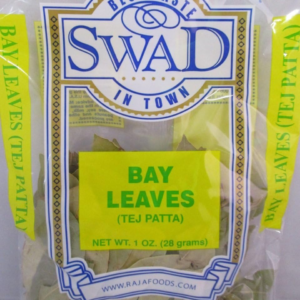 BEST TASTE
SWAD
IN TOWN
BAY LEAVES (TEJ PATTA)
BAY
LEAVES
(TEJ PATTA)
NET WT. 1 OZ. (28 grams)
WWW.RAJAFOODS.COM
BAY LEAVES (TEJ PATTA)